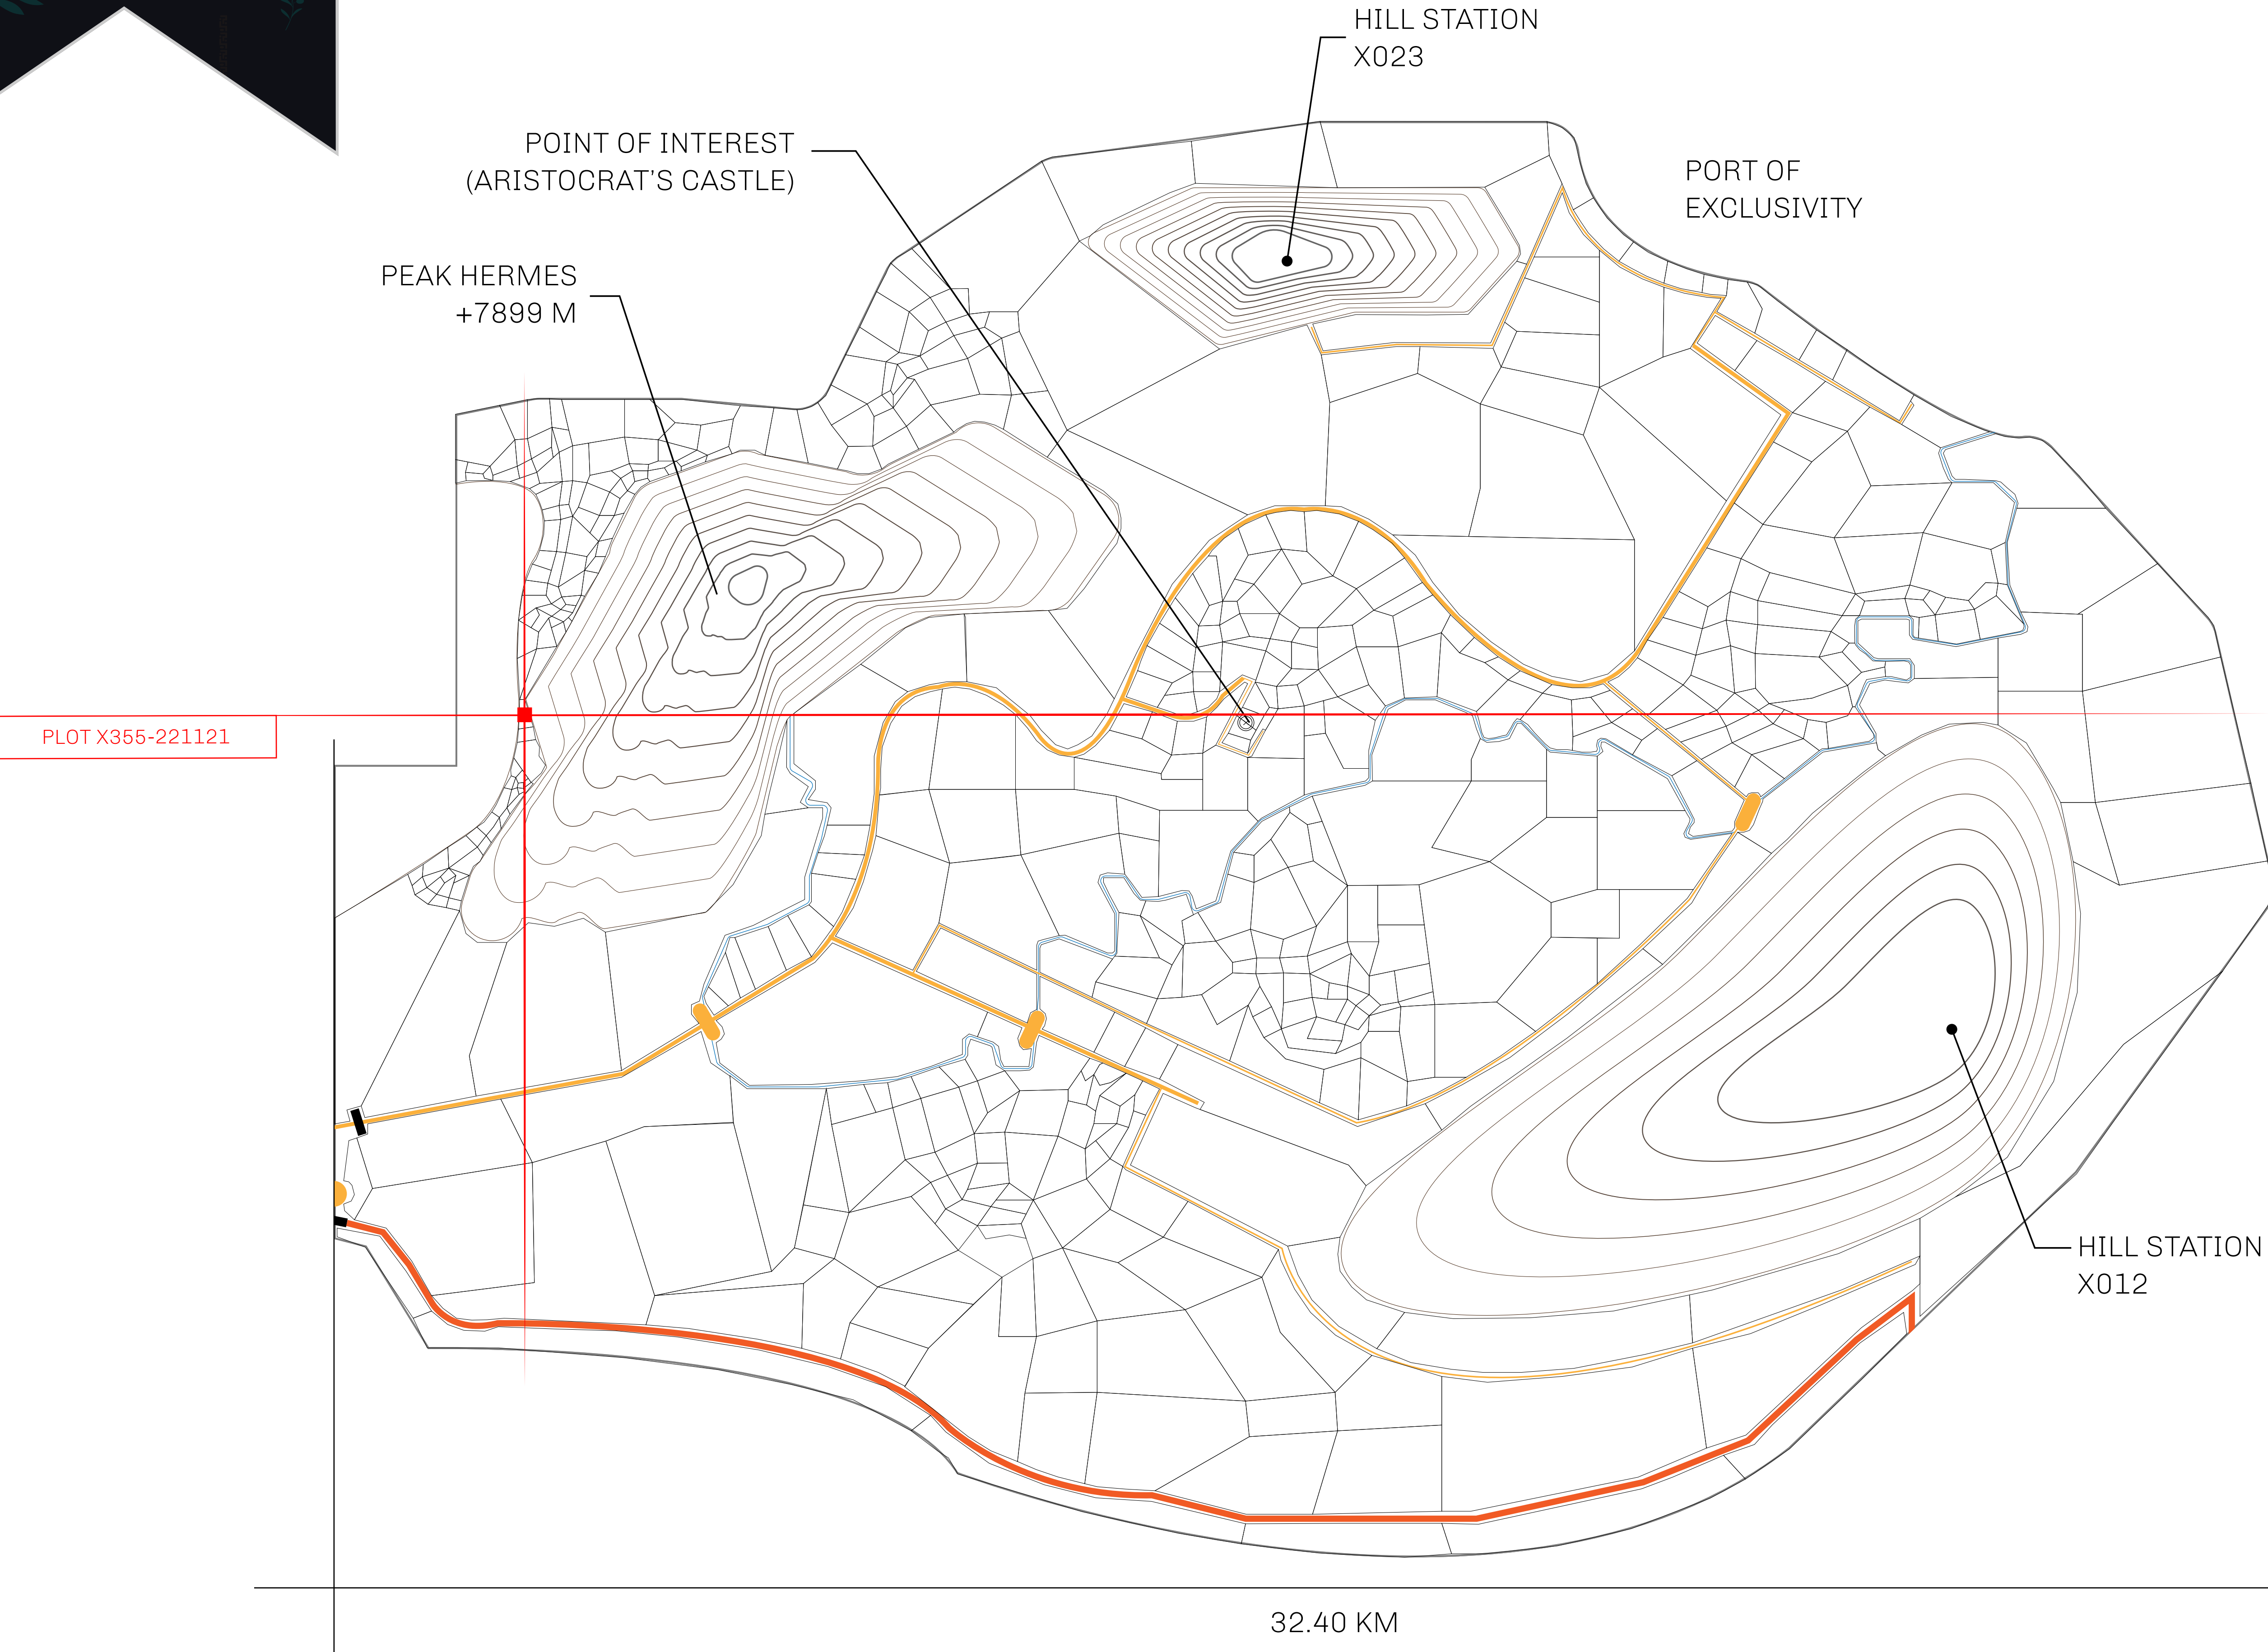 HILL STATION
X023
POINT OF INTEREST
(ARISTOCRAT'S CASTLE)
PORT OF
EXCLUSIVITY
PEAK HERMES
+7899 M
PLOT X355-221121
HILL STATION
X012
32.40 KM